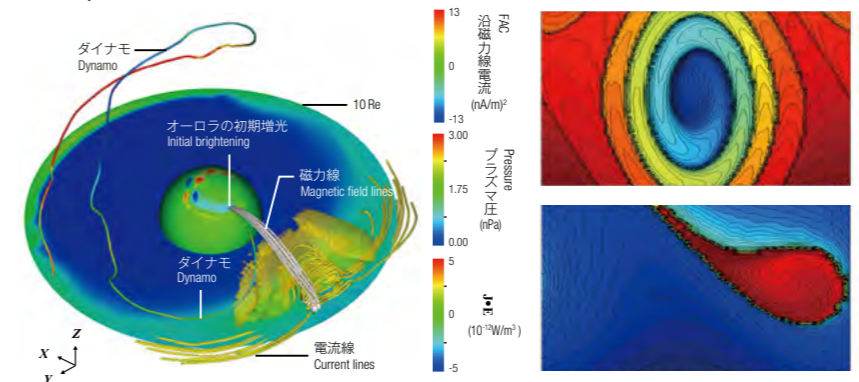 ダイナモ
Dynamo
10 Re
オーロラの初期増光
Initial brightening
磁力線
Magnetic field lines
ダイナモ
Dynamo
電流線
Current lines
Z
X
Y
13
0
-13
FAC
沿磁力線電流
(nA/m)²
3.00
1.75
0.00
Pressure
プラズマ圧
(nPa)
5
0
-5
J•E
(10⁻¹²W/m³)